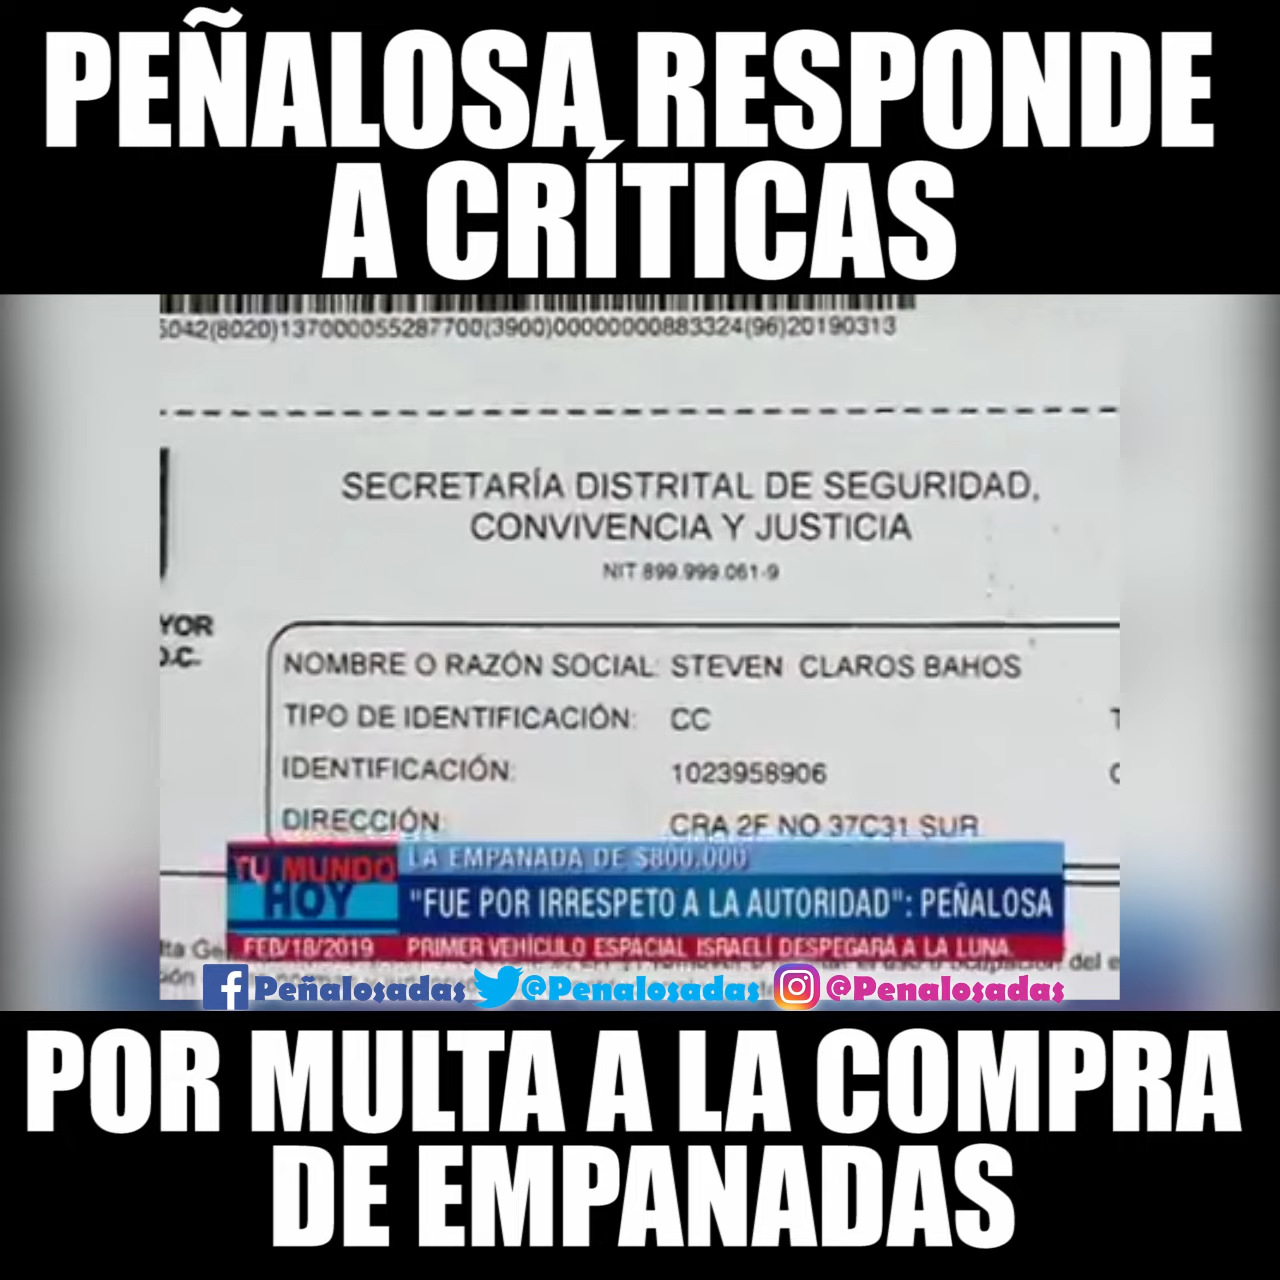 PEÑALOSA RESPONDE
A CRÍTICAS
5042(8020)137000055287700(3900)00000000883324(96)20190313
SECRETARÍA DISTRITAL DE SEGURIDAD,
CONVIVENCIA Y JUSTICIA
NIT 899.999.061-9
YOR
D.C.
NOMBRE O RAZÓN SOCIAL: STEVEN CLAROS BAHOS
TIPO DE IDENTIFICACIÓN: CC
IDENTIFICACIÓN: 1023958906
DIRECCIÓN: CRA 2F NO 37C31 SUR
TU MUNDO
HOY
LA EMPANADA DE $800.000
"FUE POR IRRESPETO A LA AUTORIDAD": PEÑALOSA
FEB/18/2019 PRIMER VEHÍCULO ESPACIAL ISRAELÍ DESPEGARÁ A LA LUNA.
Peñalosadas @Penalosadas @Penalosadas
POR MULTA A LA COMPRA
DE EMPANADAS